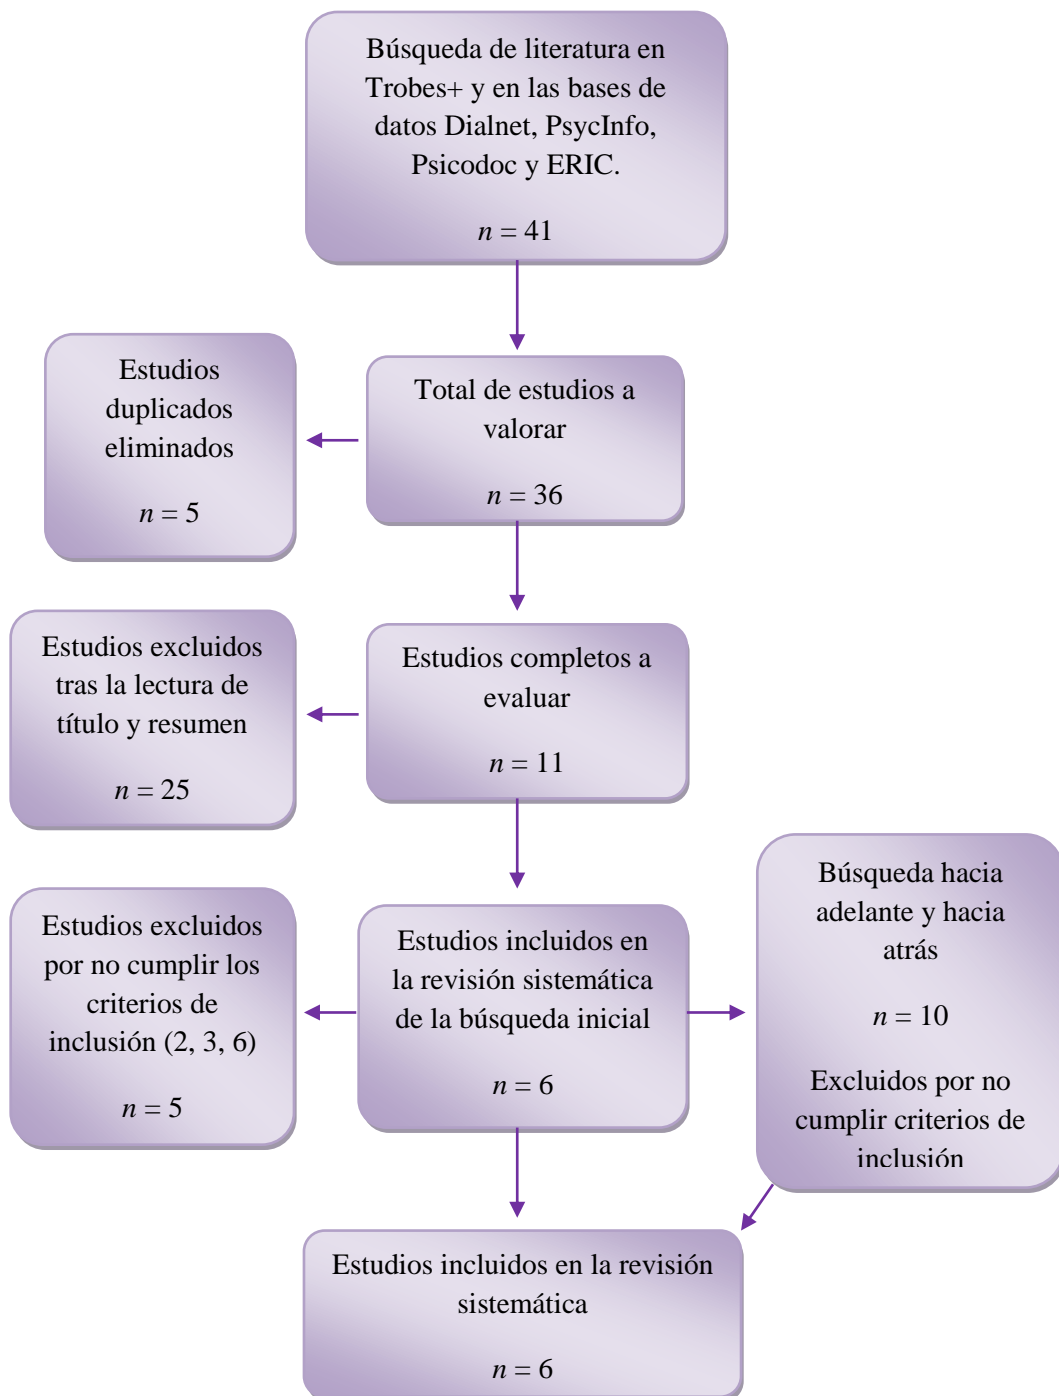 Búsqueda de literatura en
Trobes+ y en las bases de
datos Dialnet, PsycInfo,
Psicodoc y ERIC.
n = 41
Estudios
duplicados
eliminados
n = 5
Total de estudios a
valorar
n = 36
Estudios excluidos
tras la lectura de
título y resumen
n = 25
Estudios completos a
evaluar
n = 11
Estudios excluidos
por no cumplir los
criterios de
inclusión (2, 3, 6)
n = 5
Estudios incluidos en
la revisión sistemática
de la búsqueda inicial
n = 6
Búsqueda hacia
adelante y hacia
atrás
n = 10
Excluidos por no
cumplir criterios de
inclusión
Estudios incluidos en la revisión
sistemática
n = 6